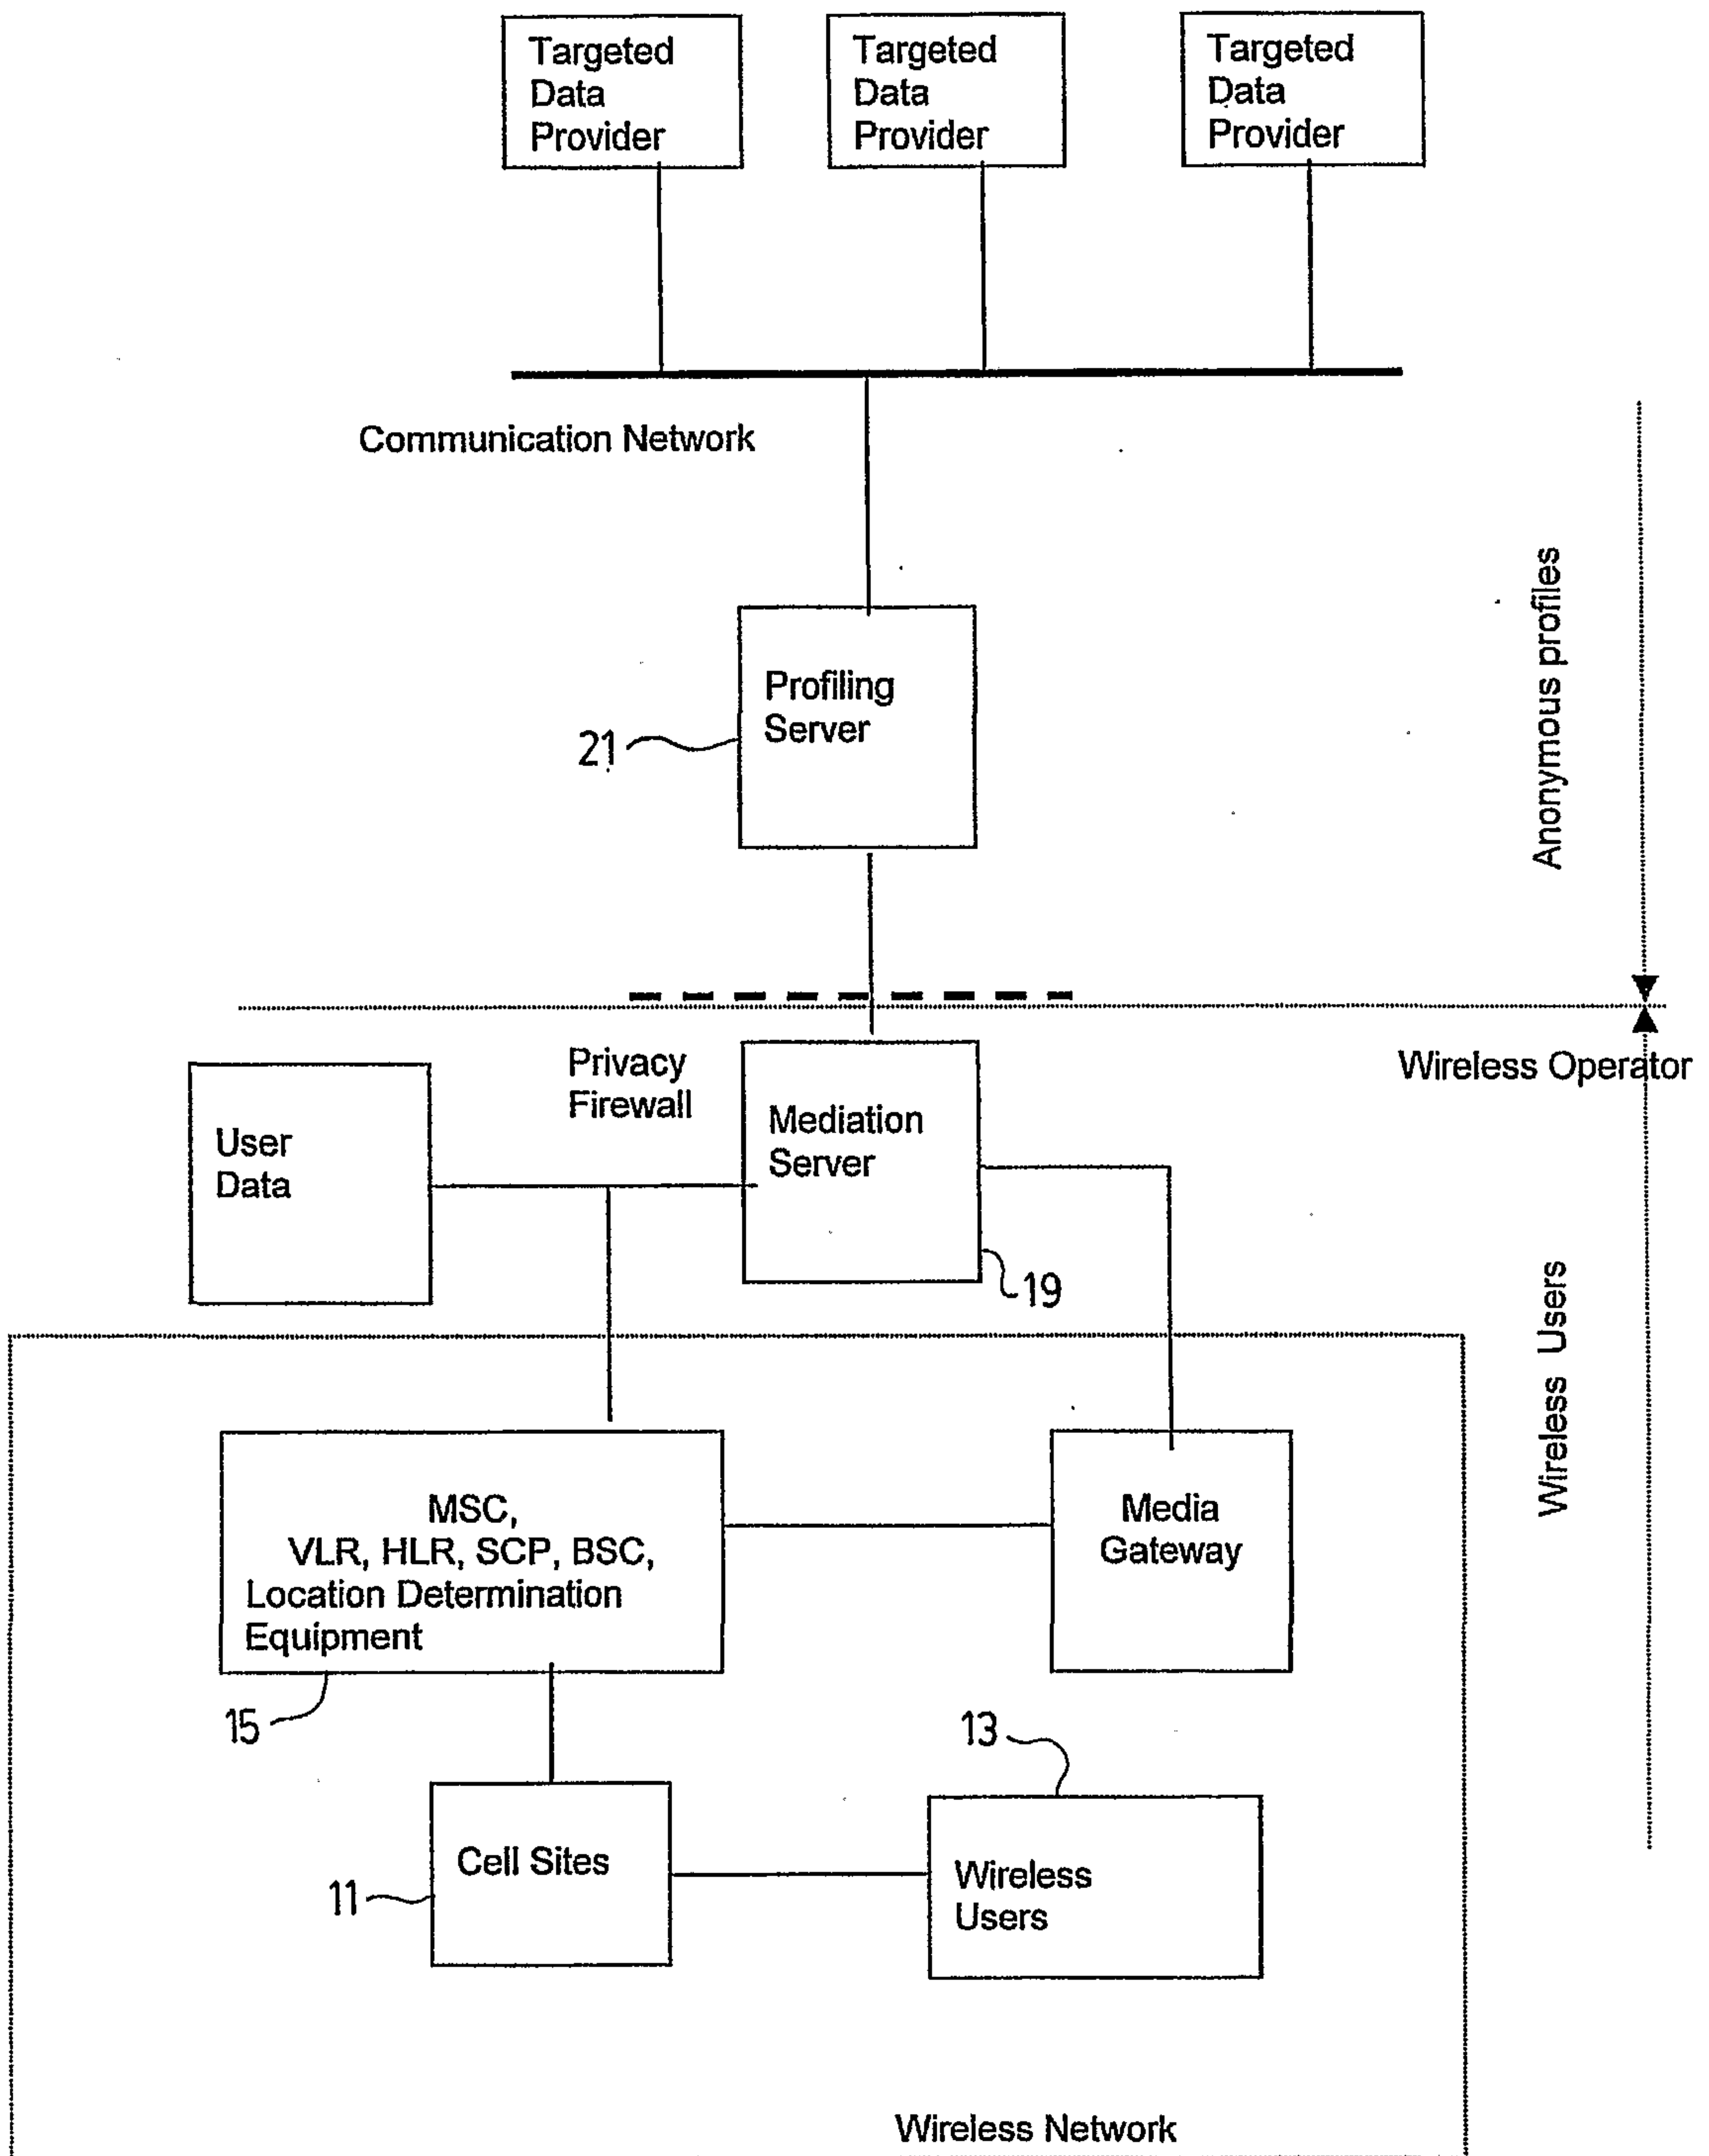 Targeted
Data
Provider
Targeted
Data
Provider
Targeted
Data
Provider
Communication Network
Anonymous profiles
Profiling
Server
21
Privacy
Firewall
Wireless Operator
User
Data
Mediation
Server
19
Wireless Users
MSC,
VLR, HLR, SCP, BSC,
Location Determination
Equipment
Media
Gateway
15
13
Cell Sites
11
Wireless
Users
Wireless Network